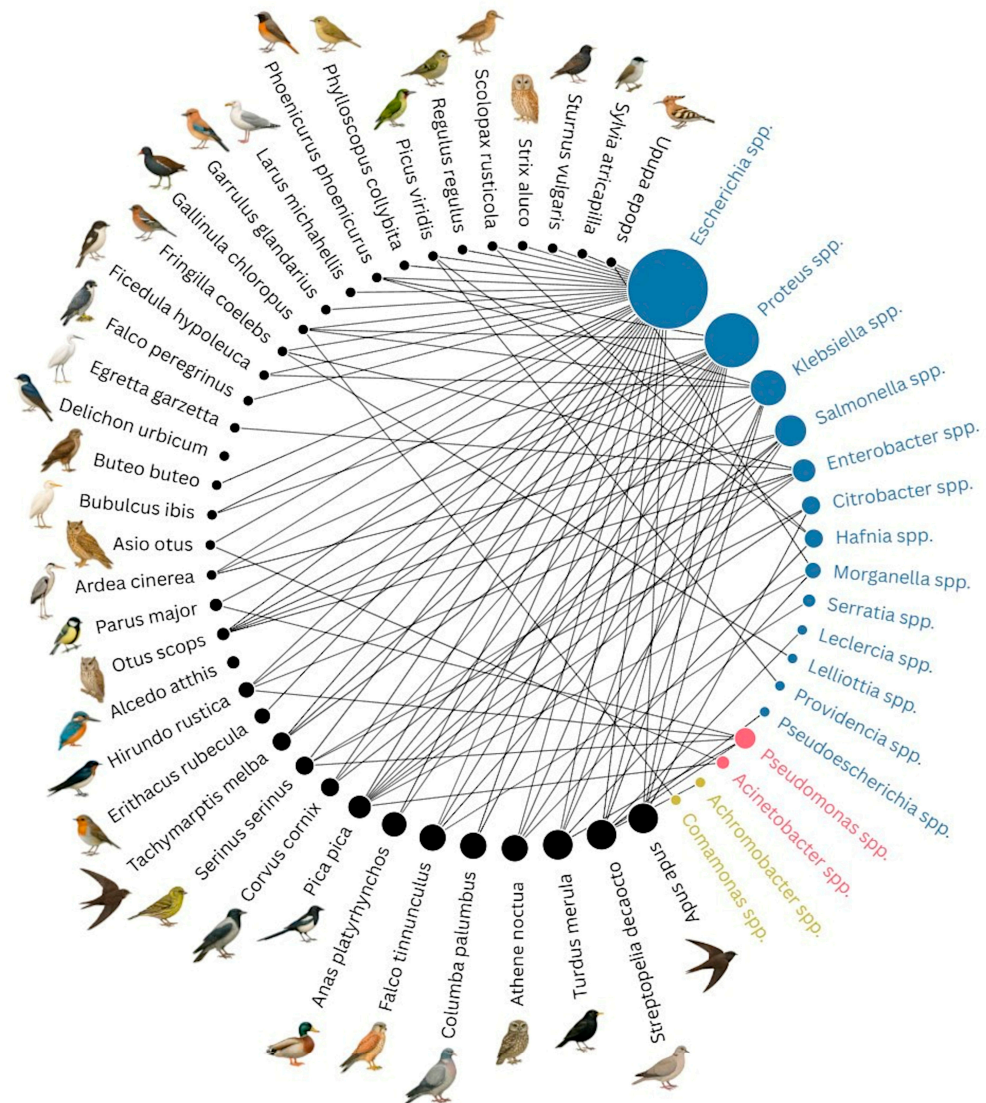 Phoenicurus phoenicurus
Phylloscopus collybita
Picus viridis
Regulus regulus
Scolopax rusticola
Strix aluco
Sturnus vulgaris
Sylvia atricapilla
Upupa epops
Escherichia spp.
Proteus spp.
Klebsiella spp.
Salmonella spp.
Enterobacter spp.
Citrobacter spp.
Hafnia spp.
Morganella spp.
Serratia spp.
Leclercia spp.
Lelliottia spp.
Providencia spp.
Pseudoescherichia spp.
Pseudomonas spp.
Acinetobacter spp.
Achromobacter spp.
Comamonas spp.
Apus apus
Streptopelia decaocto
Turdus merula
Athene noctua
Columba palumbus
Falco tinnunculus
Anas platyrhynchos
Pica pica
Corvus cornix
Serinus serinus
Tachymarptis melba
Erithacus rubecula
Hirundo rustica
Alcedo atthis
Otus scops
Parus major
Ardea cinerea
Asio otus
Bubulcus ibis
Buteo buteo
Delichon urbicum
Egretta garzetta
Falco peregrinus
Ficedula hypoleuca
Fringilla coelebs
Gallinula chloropus
Garrulus glandarius
Larus michahellis